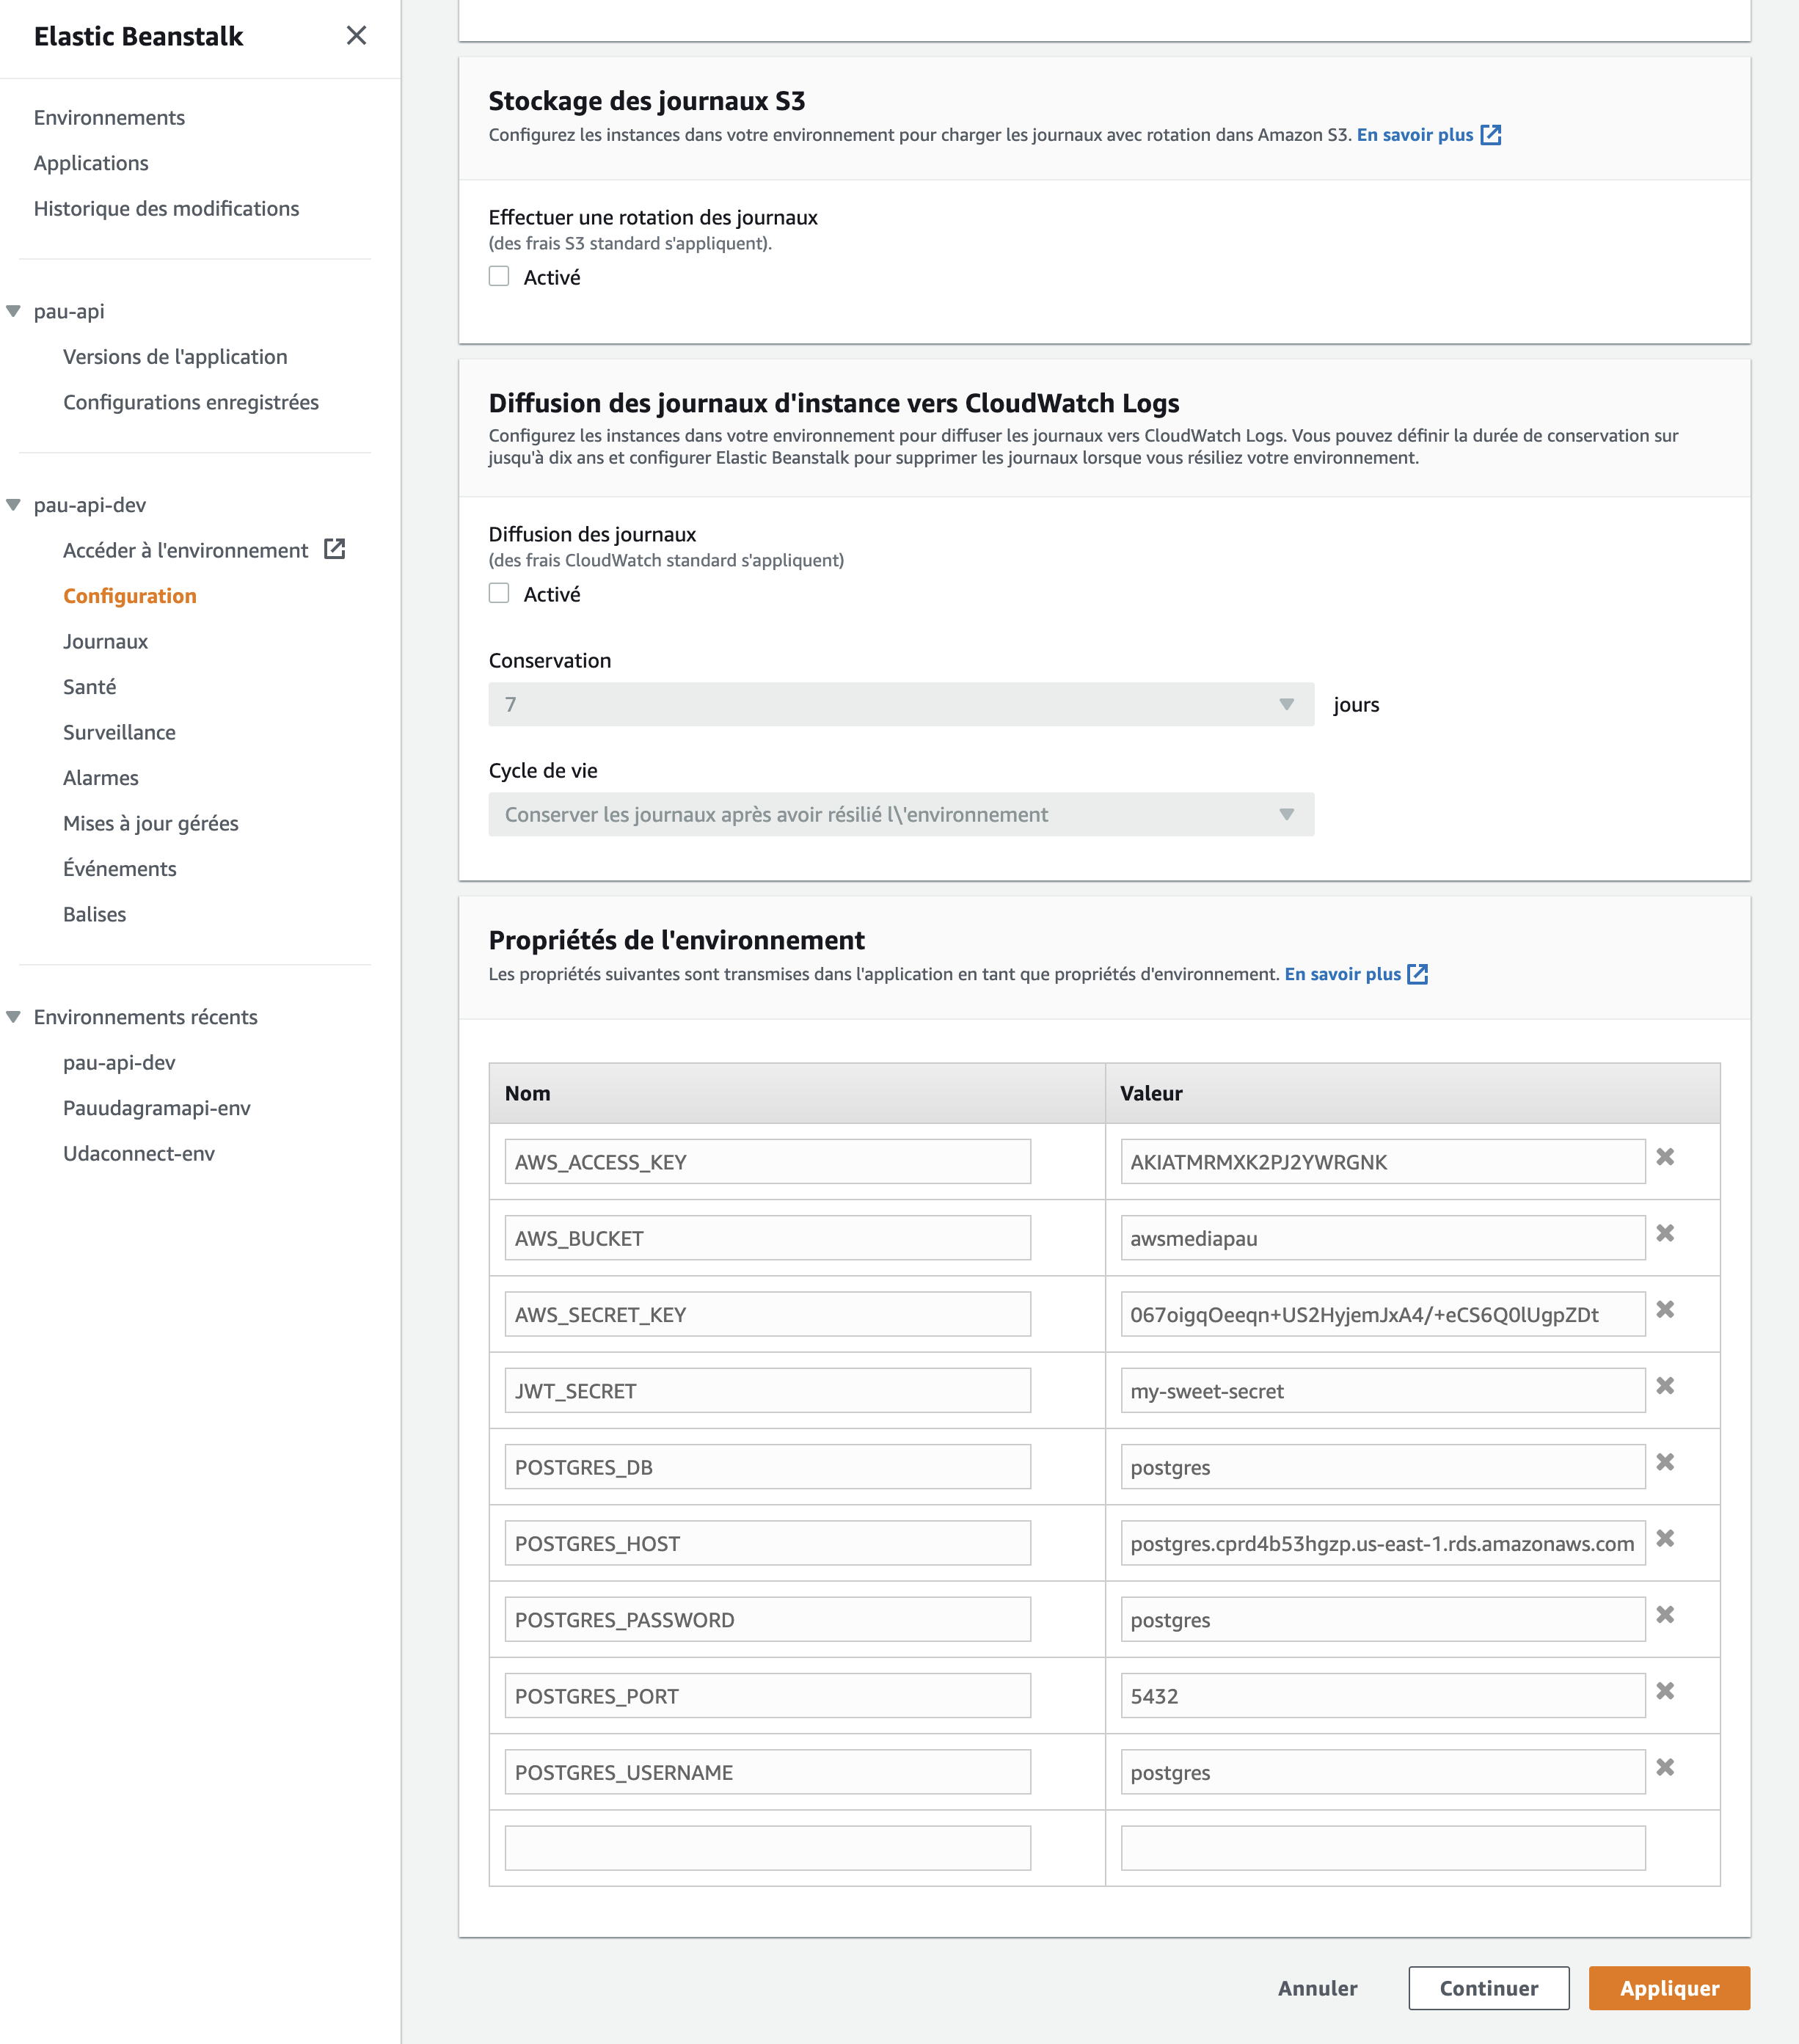 Elastic Beanstalk
Environnements
Applications
Historique des modifications
pau-api
Versions de l'application
Configurations enregistrées
pau-api-dev
Accéder à l'environnement
Configuration
Journaux
Santé
Surveillance
Alarmes
Mises à jour gérées
Événements
Balises
Environnements récents
pau-api-dev
Pauudagramapi-env
Udaconnect-env
Stockage des journaux S3
Configurez les instances dans votre environnement pour charger les journaux avec rotation dans Amazon S3. En savoir plus
Effectuer une rotation des journaux
(des frais S3 standard s'appliquent).
Activé
Diffusion des journaux d'instance vers CloudWatch Logs
Configurez les instances dans votre environnement pour diffuser les journaux vers CloudWatch Logs. Vous pouvez définir la durée de conservation sur
jusqu'à dix ans et configurer Elastic Beanstalk pour supprimer les journaux lorsque vous résiliez votre environnement.
Diffusion des journaux
(des frais CloudWatch standard s'appliquent)
Activé
Conservation
7 jours
Cycle de vie
Conserver les journaux après avoir résilié l\'environnement
Propriétés de l'environnement
Les propriétés suivantes sont transmises dans l'application en tant que propriétés d'environnement. En savoir plus
Nom Valeur
AWS_ACCESS_KEY AKIATMRMXK2PJ2YWRGNK
AWS_BUCKET awsmediapau
AWS_SECRET_KEY 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
JWT_SECRET my-sweet-secret
POSTGRES_DB postgres
POSTGRES_HOST postgres.cprd4b53hgzp.us-east-1.rds.amazonaws.com
POSTGRES_PASSWORD postgres
POSTGRES_PORT 5432
POSTGRES_USERNAME postgres
Annuler Continuer Appliquer